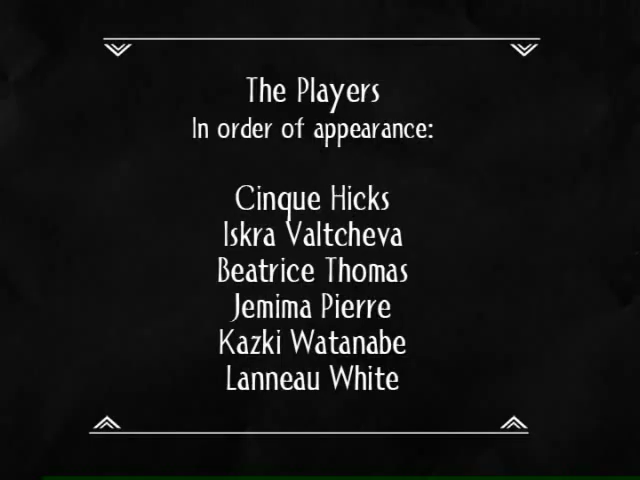 The Players
In order of appearance:
Cinque Hicks
Iskra Valtcheva
Beatrice Thomas
Jemima Pierre
Kazki Watanabe
Lanneau White